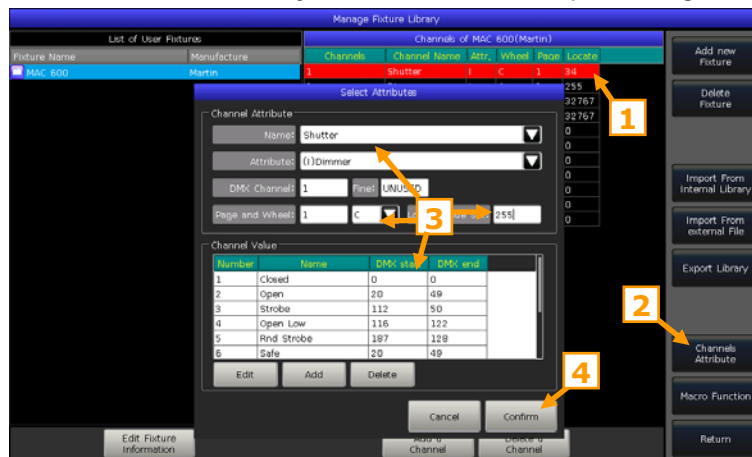 Manage Fixture Library
List of User Fixtures
Channels of MAC 600(Martin)
Fixture Name Manufacture
Channels Channel Name Attr. Wheel Page Locate
MAC 600 Martin
1 Shutter I C 1 34
255
32767
32767
0
0
0
0
0
0
0
Select Attributes
Channel Attribute
Name: Shutter
Attribute: (I)Dimmer
DMX Channel: 1 Fine: UNUSED
Page and Wheel: 1 C 255
Channel Value
Number Name DMX start DMX end
1 Closed 0 0
2 Open 20 49
3 Strobe 112 50
4 Open Low 116 122
5 Rnd Strobe 187 128
6 Safe 20 49
Edit Add Delete
Cancel Confirm
Edit Fixture
Information
Add a
Channel
Delete a
Channel
Add new
Fixture
Delete
Fixture
Import From
Internal Library
Import From
external File
Export Library
Channels
Attribute
Macro Function
Return
1
2
3
4